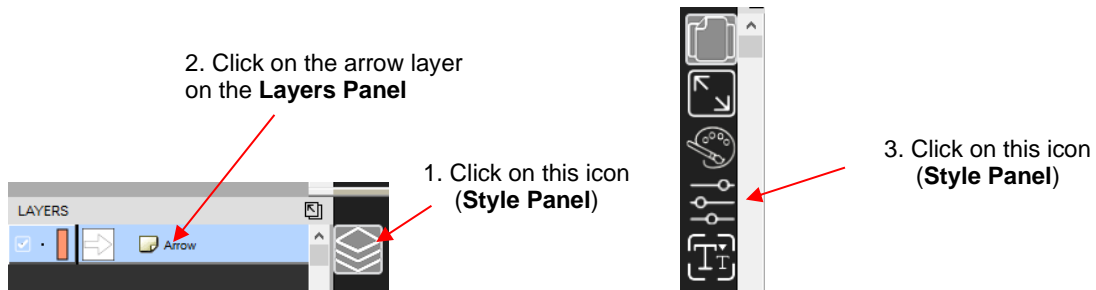 2. Click on the arrow layer
on the Layers Panel
1. Click on this icon
(Style Panel)
3. Click on this icon
(Style Panel)
LAYERS
Arrow
TT